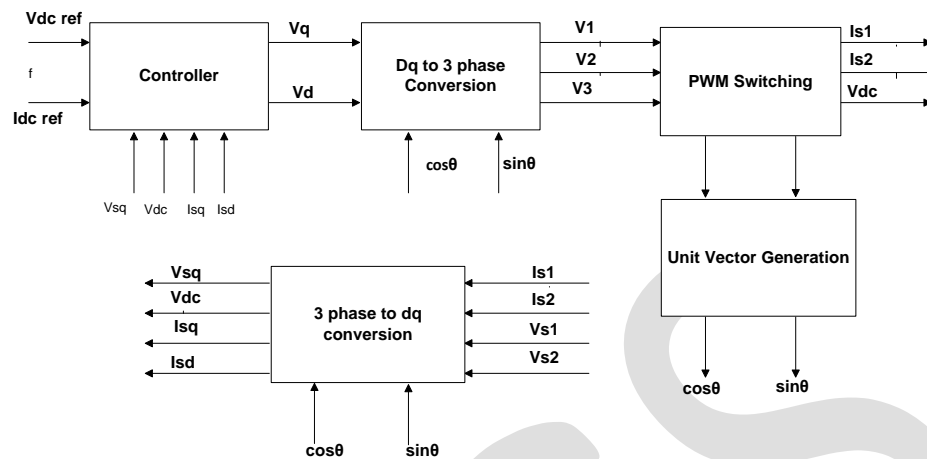 Vdc ref
f
Idc ref
Controller
Vsq
Vdc
Isq
Isd
Vq
Vd
Dq to 3 phase
Conversion
cosθ
sinθ
V1
V2
V3
PWM Switching
Is1
Is2
Vdc
Unit Vector Generation
cosθ
sinθ
Vsq
Vdc
Isq
Isd
3 phase to dq
conversion
cosθ
sinθ
Is1
Is2
Vs1
Vs2